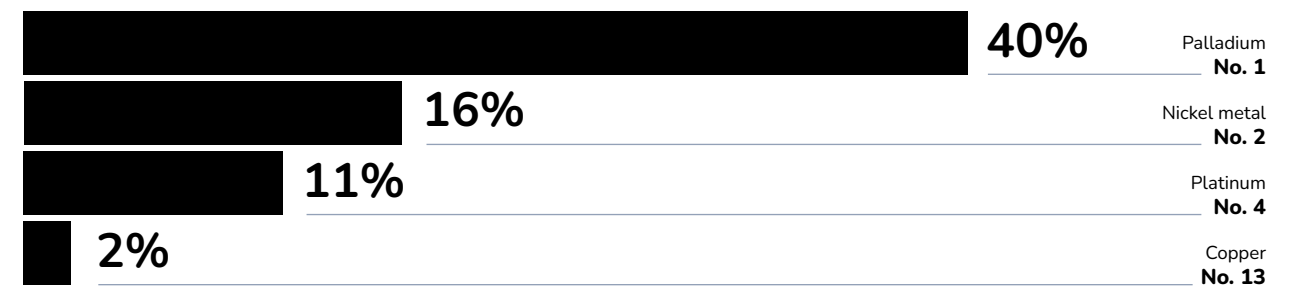 40%
Palladium
No. 1
16%
Nickel metal
No. 2
11%
Platinum
No. 4
2%
Copper
No. 13